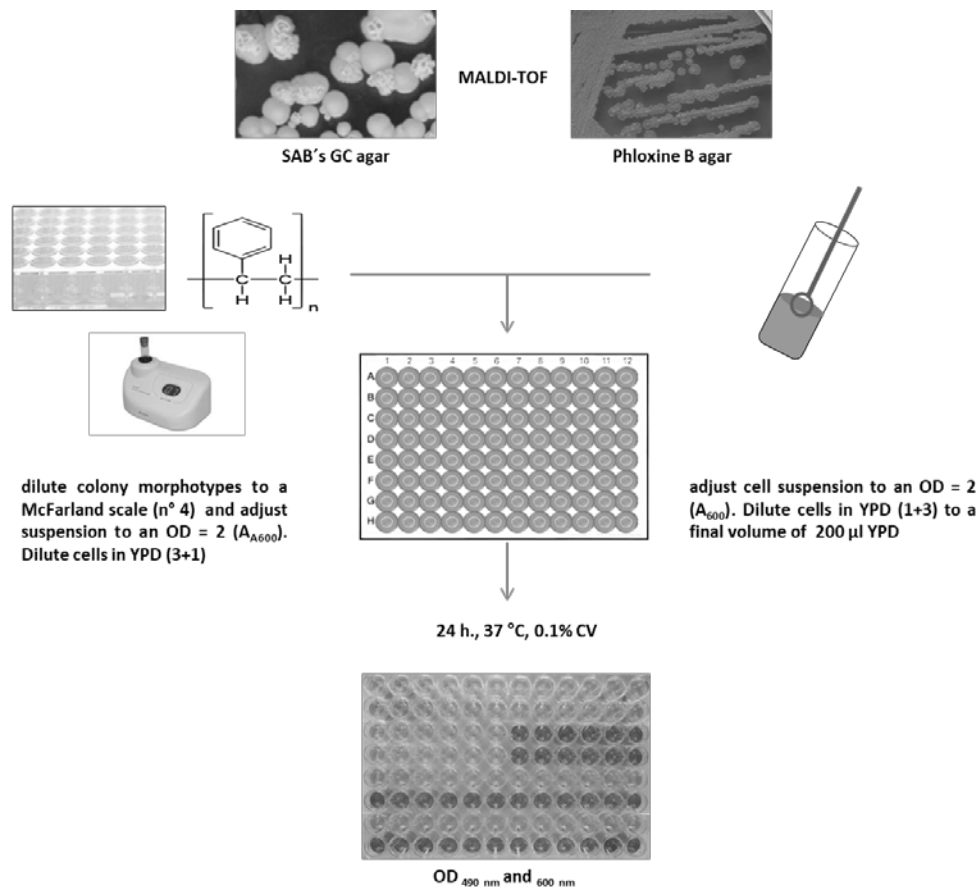 MALDI-TOF
SAB´s GC agar
Phloxine B agar
H
C C
H H
n
1 2 3 4 5 6 7 8 9 10 11 12
A
B
C
D
E
F
G
H
dilute colony morphotypes to a
McFarland scale (n° 4) and adjust
suspension to an OD = 2 (AA600).
Dilute cells in YPD (3+1)
adjust cell suspension to an OD = 2
(A600). Dilute cells in YPD (1+3) to a
final volume of 200 µl YPD
24 h., 37 °C, 0.1% CV
OD 490 nm and 600 nm